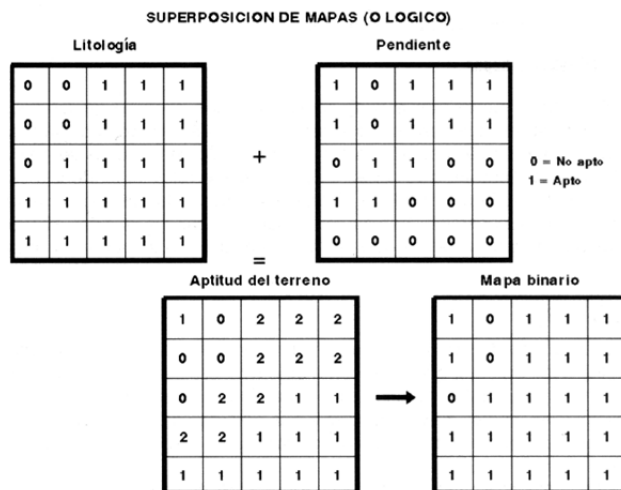 SUPERPOSICION DE MAPAS (O LOGICO)
Litología
0 0 1 1 1
0 0 1 1 1
0 1 1 1 1
1 1 1 1 1
1 1 1 1 1
+
Pendiente
1 0 1 1 1
1 0 1 1 1
0 1 1 0 0
1 1 0 0 0
0 0 0 0 0
0 = No apto
1 = Apto
=
Aptitud del terreno
1 0 2 2 2
0 0 2 2 2
0 2 2 1 1
2 2 1 1 1
1 1 1 1 1
Mapa binario
1 0 1 1 1
1 0 1 1 1
0 1 1 1 1
1 1 1 1 1
1 1 1 1 1